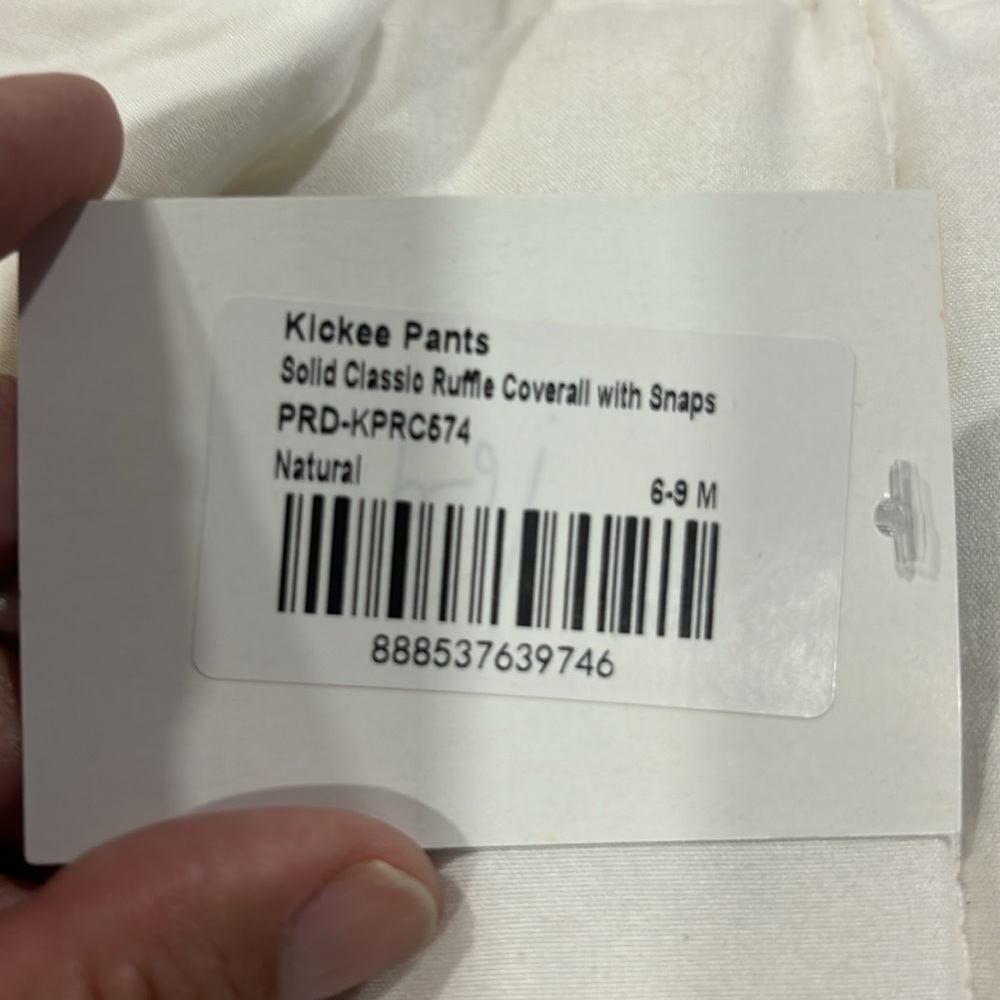 Kickee Pants
Solid Classic Ruffle Coverall with Snaps
PRD-KPRC574
Natural
6-9 M
888537639746